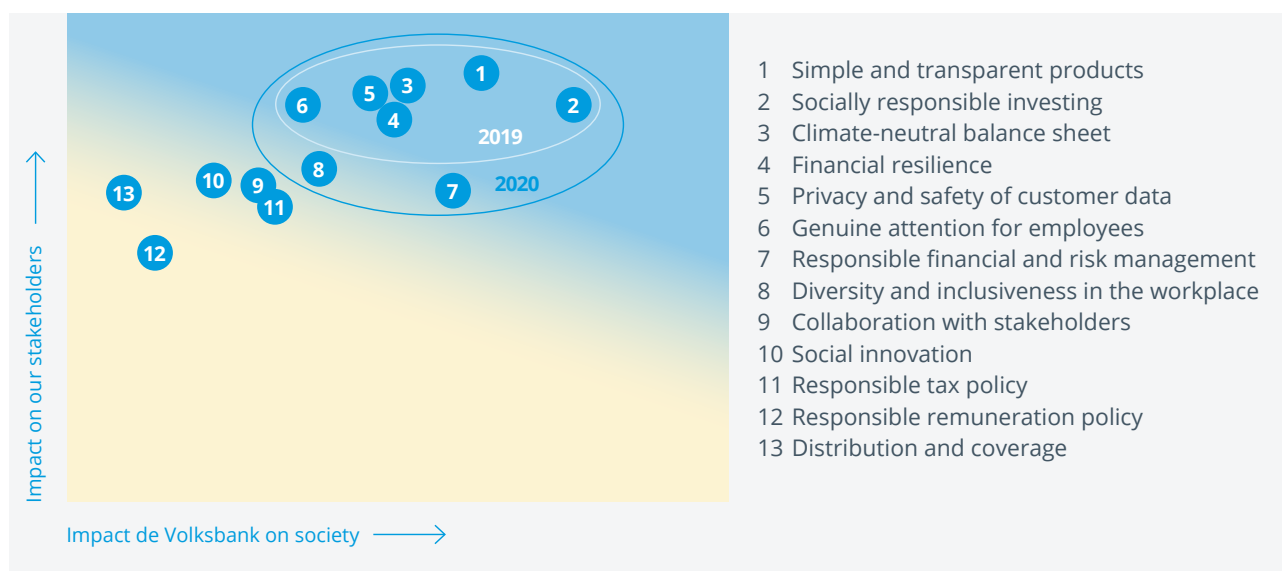 1
3
5
6
2
4
2019
8
2020
7
10
9
13
11
12
Impact on our stakeholders
Impact de Volksbank on society
1 Simple and transparent products
2 Socially responsible investing
3 Climate-neutral balance sheet
4 Financial resilience
5 Privacy and safety of customer data
6 Genuine attention for employees
7 Responsible financial and risk management
8 Diversity and inclusiveness in the workplace
9 Collaboration with stakeholders
10 Social innovation
11 Responsible tax policy
12 Responsible remuneration policy
13 Distribution and coverage